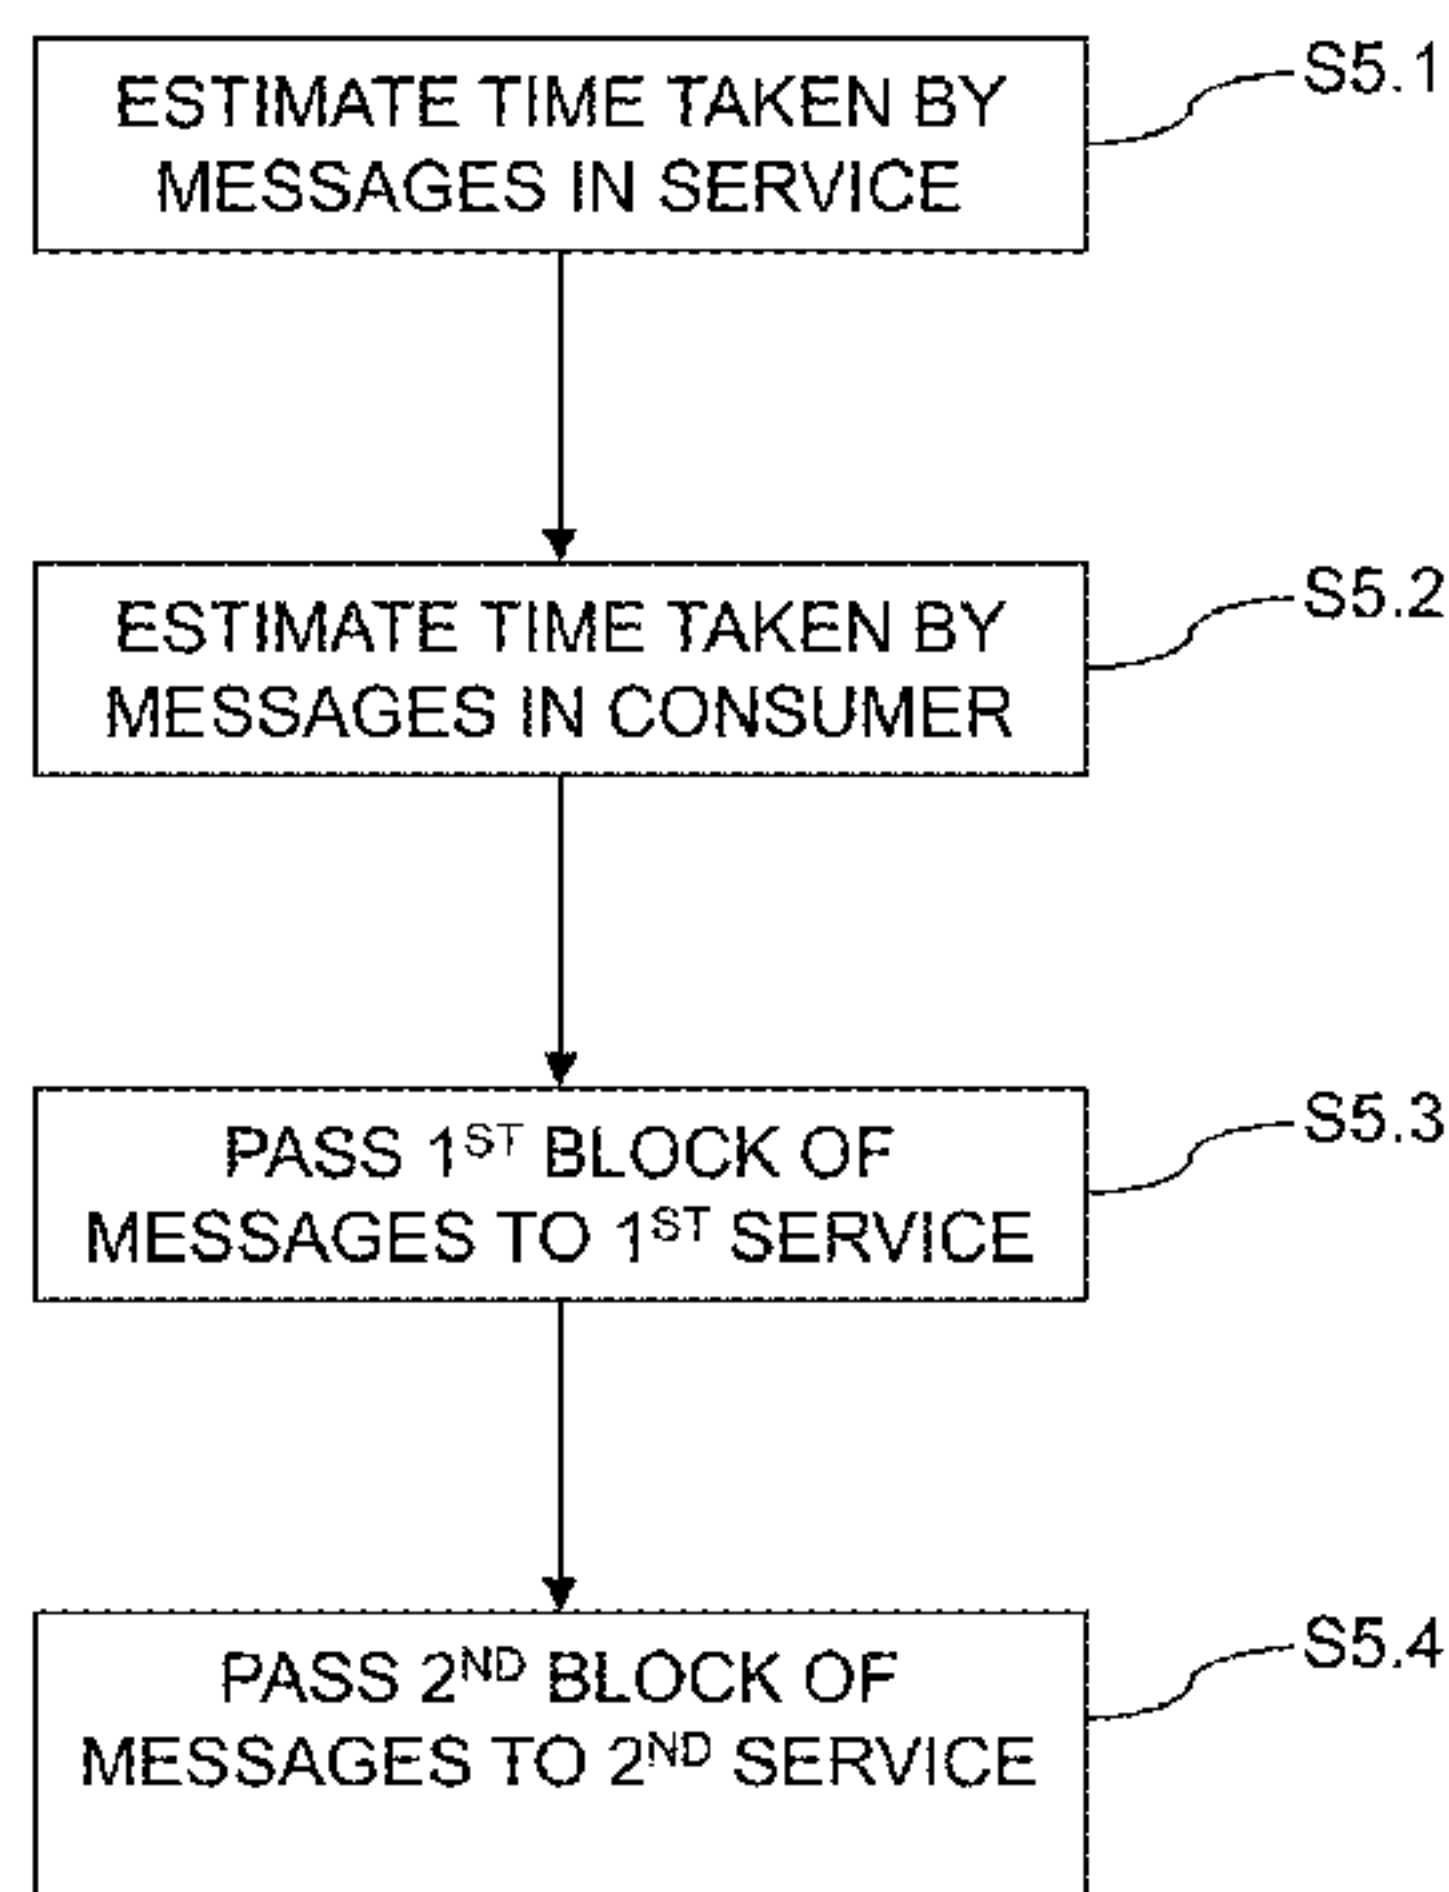 ESTIMATE TIME TAKEN BY
MESSAGES IN SERVICE
S5.1
ESTIMATE TIME TAKEN BY
MESSAGES IN CONSUMER
S5.2
PASS 1ST BLOCK OF
MESSAGES TO 1ST SERVICE
S5.3
PASS 2ND BLOCK OF
MESSAGES TO 2ND SERVICE
S5.4